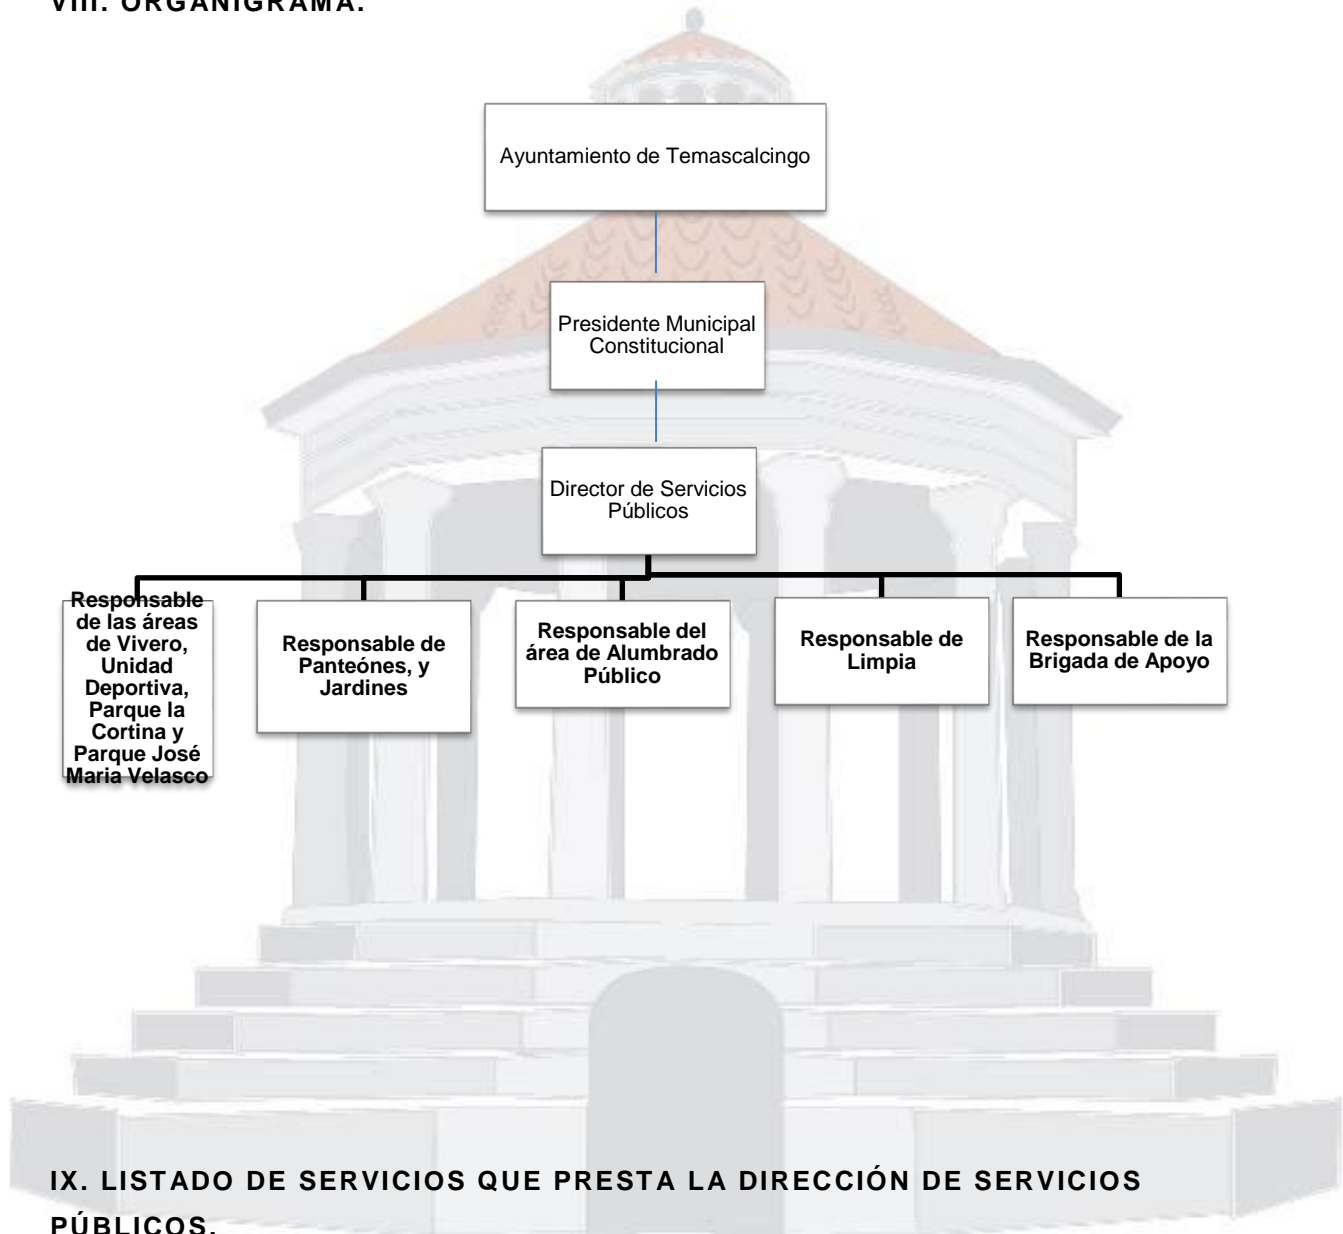 VIII. ORGANIGRAMA.
Ayuntamiento de Temascalcingo
Presidente Municipal
Constitucional
Director de Servicios
Públicos
Responsable
de las áreas
de Vivero,
Unidad
Deportiva,
Parque la
Cortina y
Parque José
Maria Velasco
Responsable de
Panteónes, y
Jardines
Responsable del
área de Alumbrado
Público
Responsable de
Limpia
Responsable de la
Brigada de Apoyo
IX. LISTADO DE SERVICIOS QUE PRESTA LA DIRECCIÓN DE SERVICIOS
PÚBLICOS.